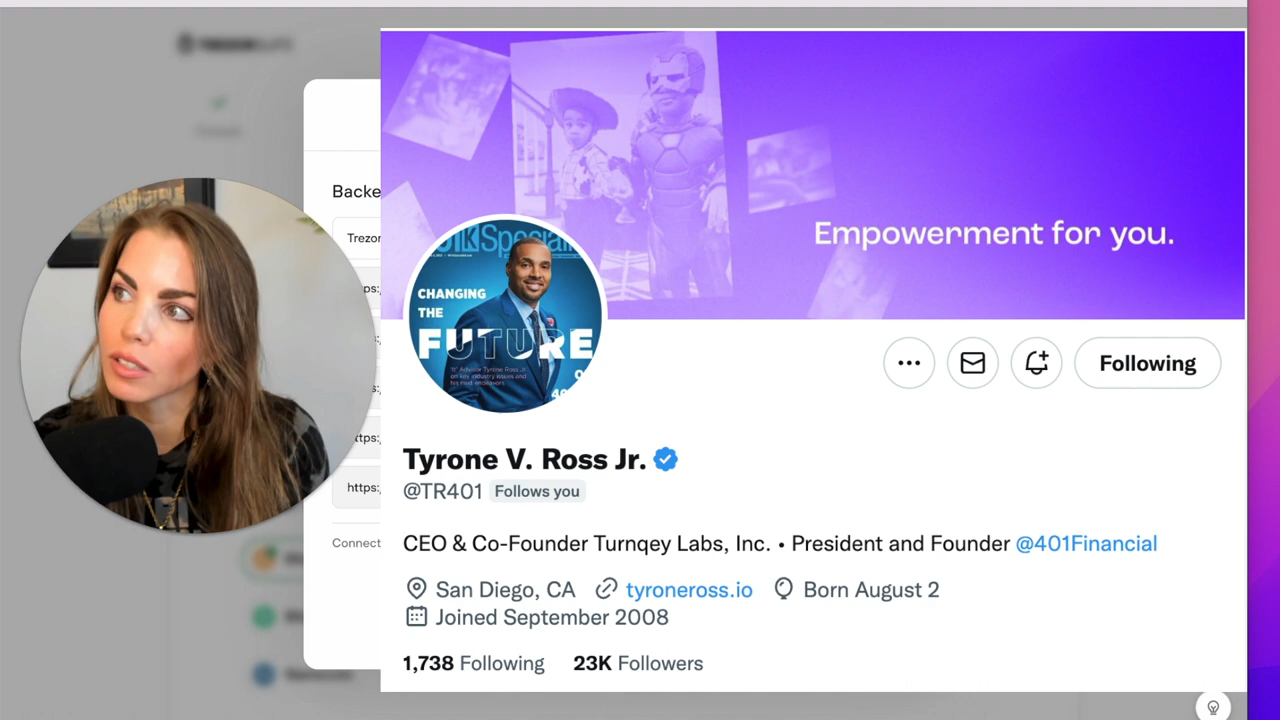 Backe
Trezor
ps:
ttps:
https:
Connect
Empowerment for you.
CHANGING
THE
FUTURE
Following
Tyrone V. Ross Jr.
@TR401 Follows you
CEO & Co-Founder Turnqey Labs, Inc. • President and Founder @401Financial
San Diego, CA tyroneross.io Born August 2
Joined September 2008
1,738 Following 23K Followers